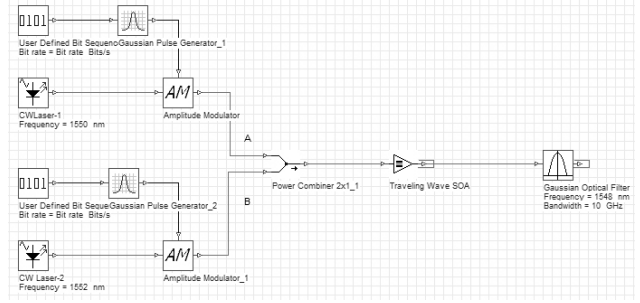 0101
User Defined Bit SequenoGaussian Pulse Generator_1
Bit rate = Bit rate Bits/s
AM
CWLaser-1
Frequency = 1550 nm
Amplitude Modulator
A
Power Combiner 2x1_1
Traveling Wave SOA
Gaussian Optical Filter
Frequency = 1548 nm
Bandwidth = 10 GHz
0101
User Defined Bit SequeGaussian Pulse Generator_2
Bit rate = Bit rate Bits/s
B
AM
CW Laser-2
Frequency = 1552 nm
Amplitude Modulator_1